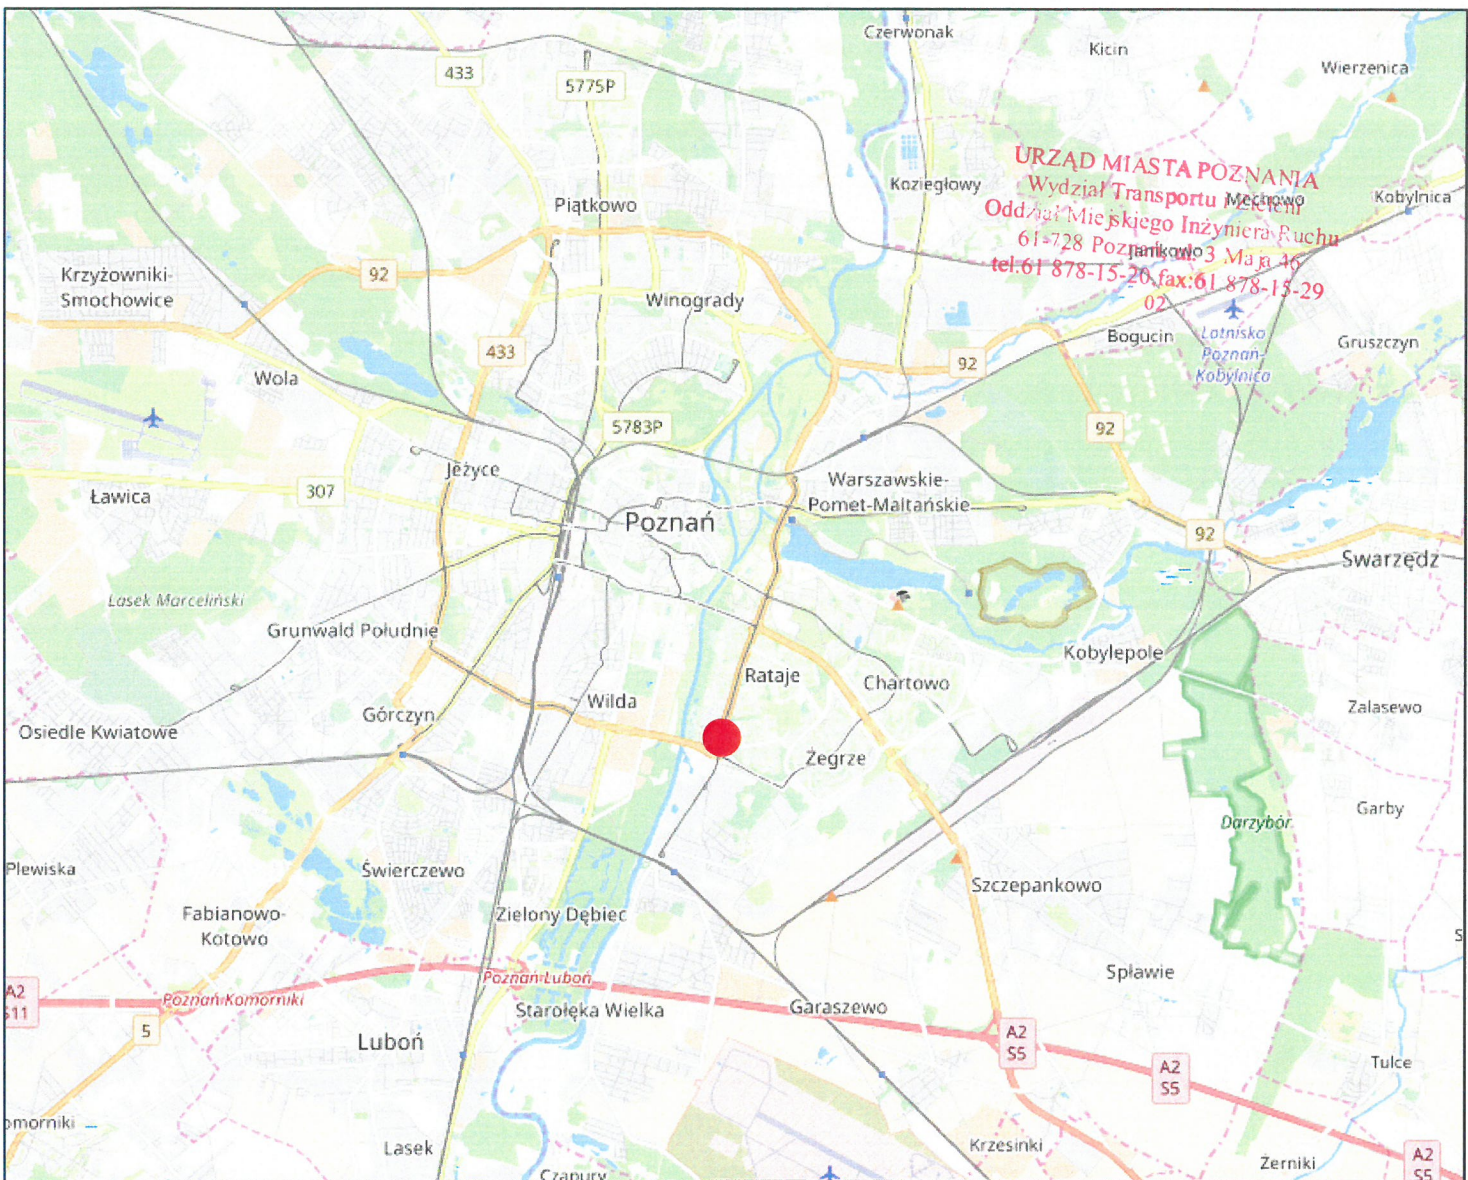 Czerwonak
Kicin
Wierzenica
433
5775P
URZĄD MIASTA POZNANIA
Wydział Transportu i Zieleni
Oddział Miejskiego Inżyniera Ruchu
61-728 Poznań, ul. 3 Maja 46
tel.61 878-15-20,fax:61 878-15-29
02
Koziegłowy
Mechowo
Kobylnica
Piątkowo
Janikowo
Krzyżowniki-
Smochowice
92
Winogrady
Bogucin
Lotnisko
Poznań-
Kobylnica
Gruszczyn
433
92
Wola
5783P
92
Jeżyce
Ławica
307
Warszawskie-
Pomet-Maltańskie
Poznań
92
Swarzędz
Lasek Marceliński
Grunwald Południe
Kobylepole
Rataje
Chartowo
Wilda
Górczyn
Osiedle Kwiatowe
Zalasewo
Żegrze
Garby
Darzybór
Plewiska
Świerczewo
Szczepankowo
Fabianowo-
Kotowo
Zielony Dębiec
S
Spławie
Poznań Luboń
A2
S11
Poznań Komorniki
Starołęka Wielka
Garaszewo
5
Luboń
A2
S5
Tulce
A2
S5
omorniki
Lasek
Krzesinki
Żerniki
A2
S5
Czapury